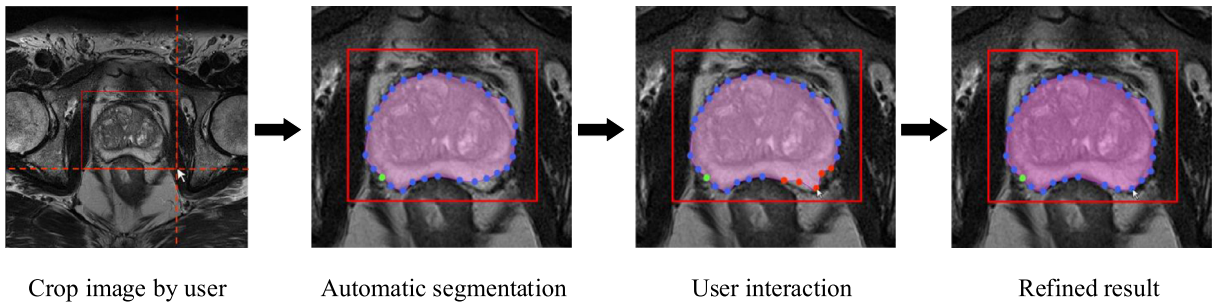 Crop image by user
Automatic segmentation
User interaction
Refined result